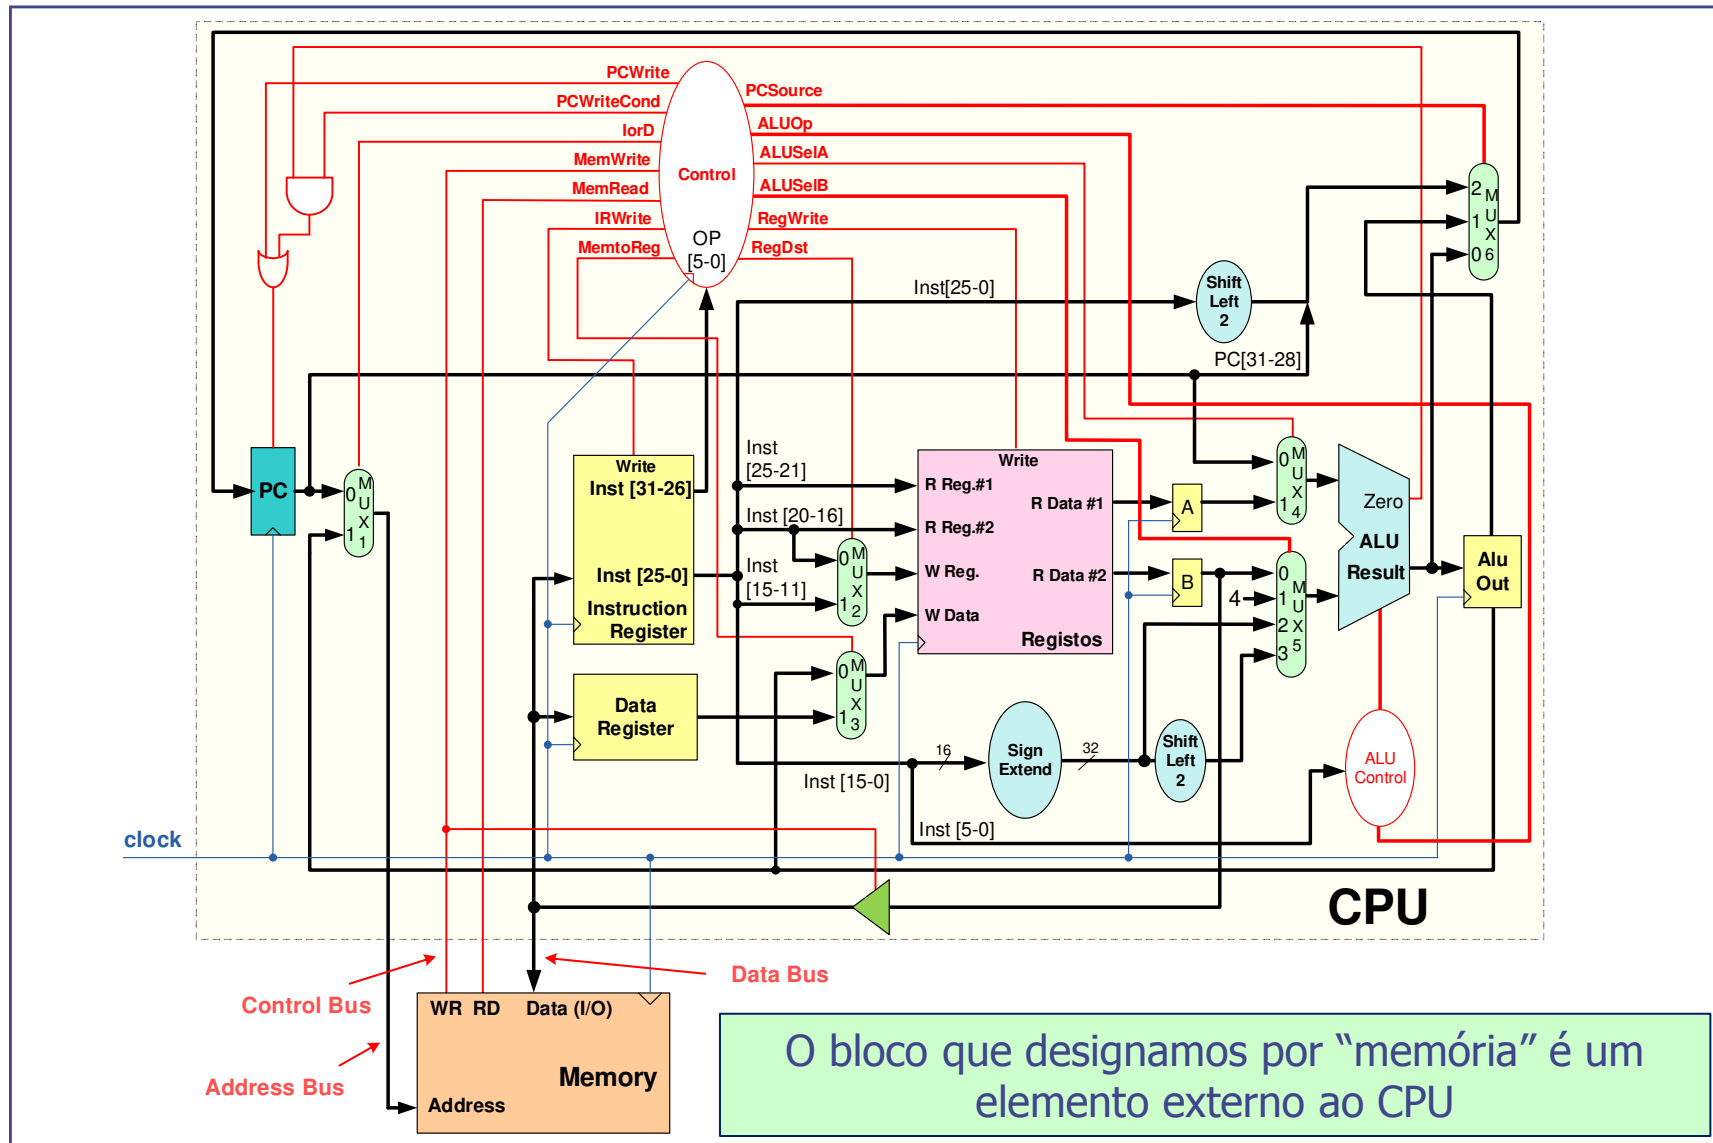 PCWrite
PCWriteCond
IorD
MemWrite
MemRead
IRWrite
MemtoReg
Control
OP
[5-0]
PCSource
ALUOp
ALUSelA
ALUSelB
RegWrite
RegDst
2
1
0
M
U
X
6
Inst[25-0]
Shift
Left
2
PC[31-28]
PC
0
1
M
U
X
1
Write
Inst [31-26]
Inst [25-0]
Instruction
Register
Inst
[25-21]
Inst [20-16]
Inst
[15-11]
0
1
M
U
X
2
Write
R Reg.#1
R Reg.#2
W Reg.
W Data
R Data #1
R Data #2
Registos
A
B
0
1
M
U
X
4
4
0
1
2
3
M
U
X
5
Zero
ALU
Result
Alu
Out
Data
Register
0
1
M
U
X
3
Inst [15-0]
16
Sign
Extend
32
Shift
Left
2
ALU
Control
Inst [5-0]
clock
CPU
Control Bus
Data Bus
Address Bus
WR RD Data (I/O)
Memory
Address
O bloco que designamos por “memória” é um
elemento externo ao CPU